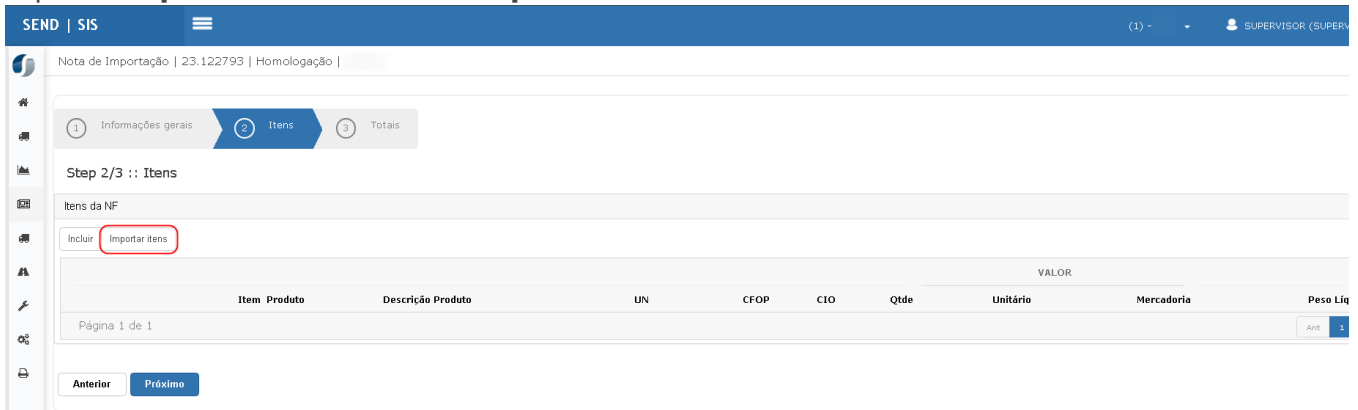 SEND | SIS
(1) -
SUPERVISOR (SUPERV
Nota de Importação | 23.122793 | Homologação |
1 Informações gerais 2 Itens 3 Totais
Step 2/3 :: Itens
Itens da NF
Incluir Importar itens
VALOR
Item Produto Descrição Produto UN CFOP CIO Qtde Unitário Mercadoria Peso Líq
Página 1 de 1 Ant 1
Anterior Próximo